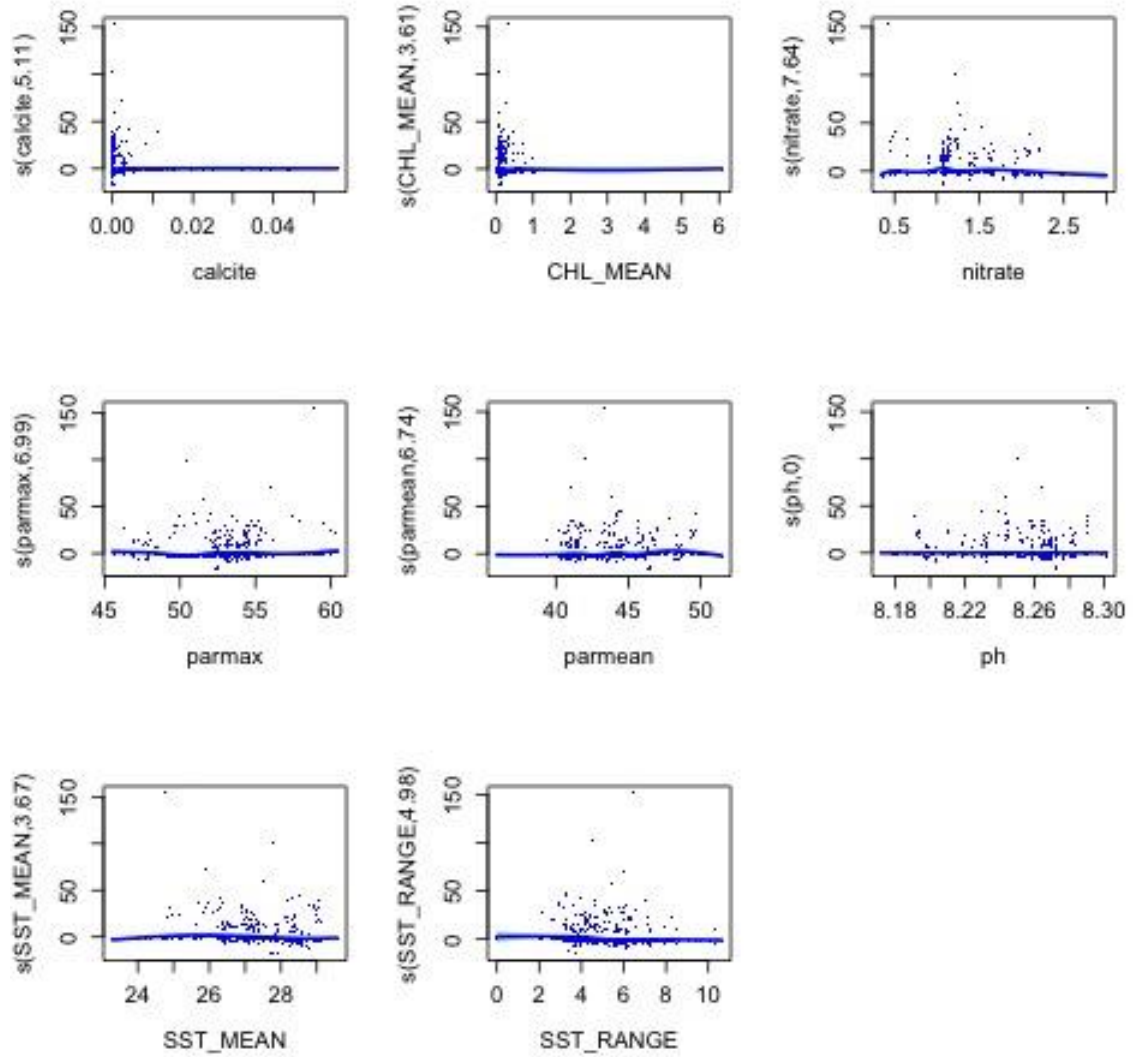 s(calcite,5.11)
150
50
0
0.00 0.02 0.04
calcite
s(CHL_MEAN,3.61)
150
50
0
0 1 2 3 4 5 6
CHL_MEAN
s(nitrate,7.64)
150
50
0
0.5 1.5 2.5
nitrate
s(parmax,6.99)
150
50
0
45 50 55 60
parmax
s(parmean,6.74)
150
50
0
40 45 50
parmean
s(ph,0)
150
50
0
8.18 8.22 8.26 8.30
ph
s(SST_MEAN,3.67)
150
50
0
24 26 28
SST_MEAN
s(SST_RANGE,4.98)
150
50
0
0 2 4 6 8 10
SST_RANGE